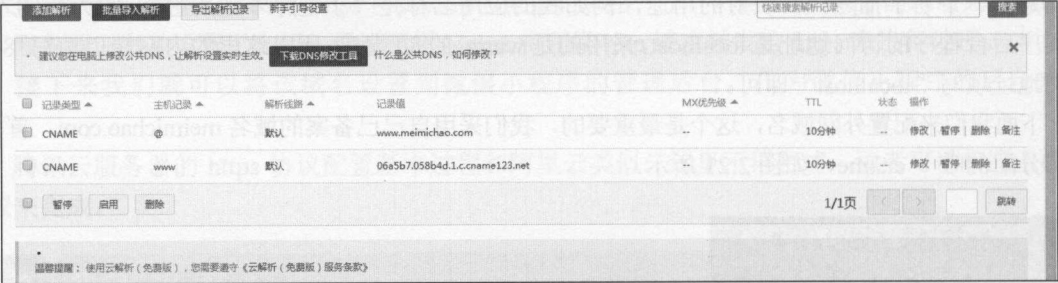 添加解析 批量导入解析 导出解析记录 新手引导设置 快速搜索解析记录 搜索
· 建议您在电脑上修改公共DNS，让解析设置实时生效。 下载DNS修改工具 什么是公共DNS，如何修改？ ×
记录类型 主机记录 解析线路 记录值 MX优先级 TTL 状态 操作
CNAME @ 默认 www.meimichao.com 10分钟 修改 | 暂停 | 删除 | 备注
CNAME www 默认 06a5b7.058b4d.1.c.cname123.net 10分钟 修改 | 暂停 | 删除 | 备注
暂停 启用 删除 1/1页 < > 跳转
温馨提醒：使用云解析（免费版），您需要遵守《云解析（免费版）服务条款》